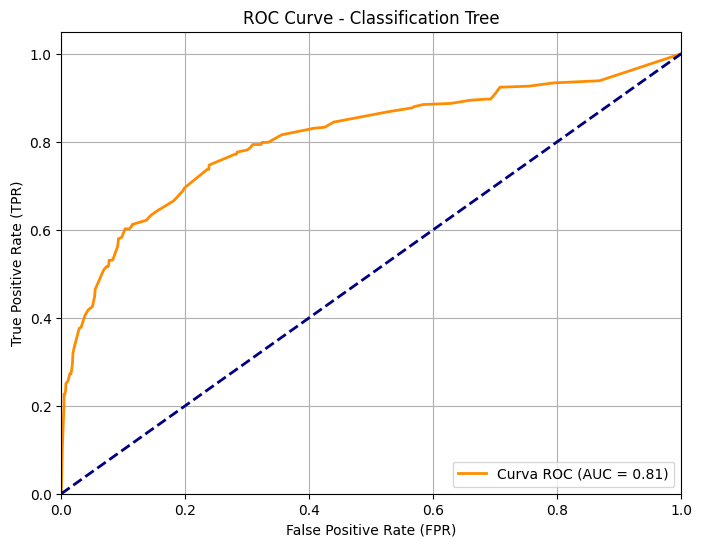 ROC Curve - Classification Tree
True Positive Rate (TPR)
1.0
0.8
0.6
0.4
0.2
0.0
0.0 0.2 0.4 0.6 0.8 1.0
False Positive Rate (FPR)
Curva ROC (AUC = 0.81)